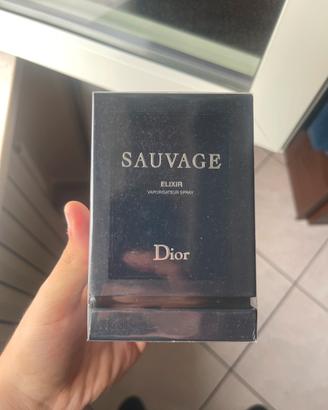 SAUVAGE
ELIXIR
VAPORISATEUR SPRAY
Dior